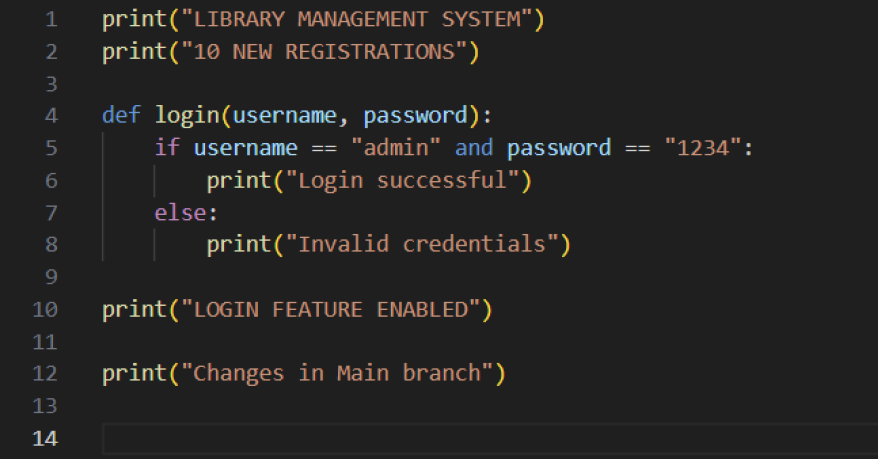 1 print("LIBRARY MANAGEMENT SYSTEM")
2 print("10 NEW REGISTRATIONS")
3
4 def login(username, password):
5     if username == "admin" and password == "1234":
6         print("Login successful")
7     else:
8         print("Invalid credentials")
9
10 print("LOGIN FEATURE ENABLED")
11
12 print("Changes in Main branch")
13
14